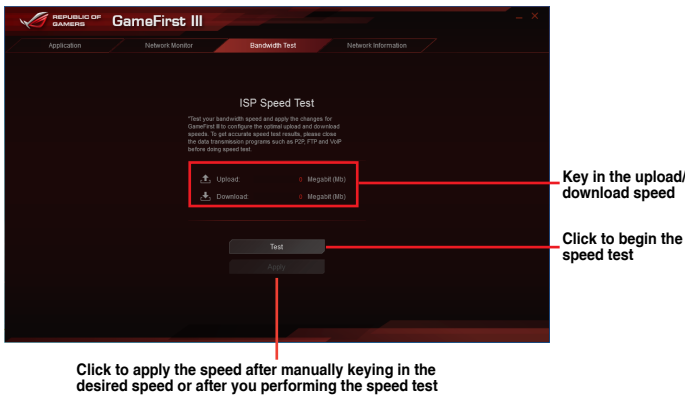 REPUBLIC OF
GAMERS
GameFirst III
Application
Network Monitor
Bandwidth Test
Network Information
ISP Speed Test
*Test your bandwidth speed and apply the changes for
GameFirst III to configure the optimal upload and download
speeds. To get accurate speed test results, please close
the data transmission programs such as P2P, FTP and VoIP
before doing speed test.
Upload: 0 Megabit (Mb)
Download: 0 Megabit (Mb)
Key in the upload/
download speed
Test
Click to begin the
speed test
Apply
Click to apply the speed after manually keying in the
desired speed or after you performing the speed test